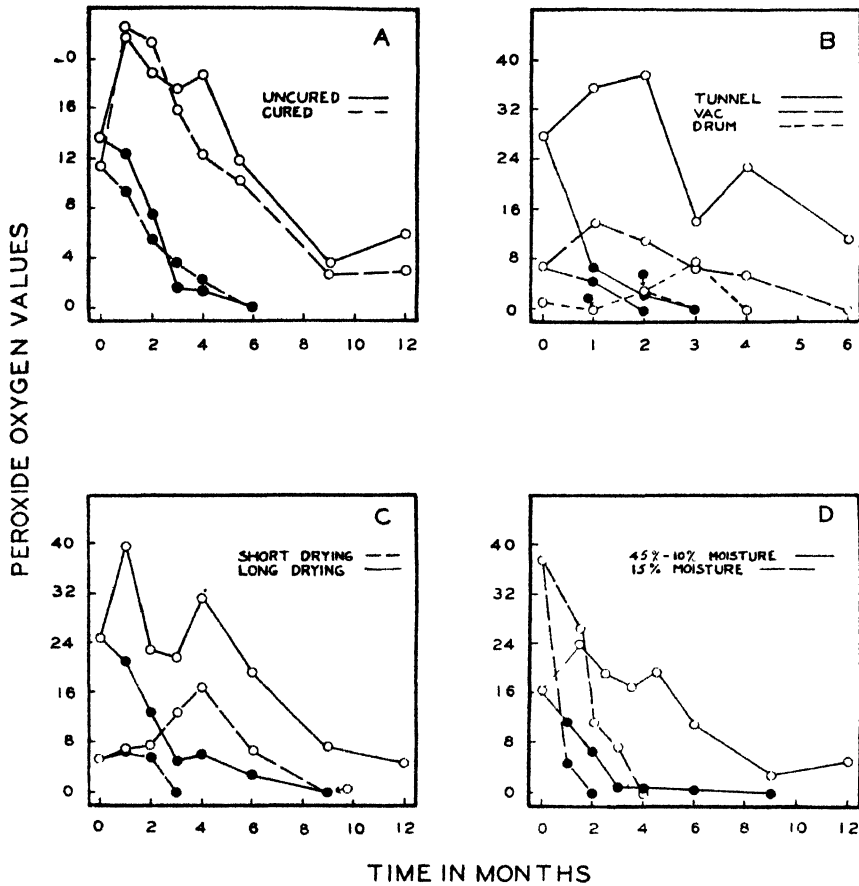 PEROXIDE OXYGEN VALUES
A
UNCURED
CURED
0
16
12
8
4
0
0 2 4 6 8 10 12
B
TUNNEL
VAC
DRUM
40
32
24
16
8
0
0 1 2 3 4 5 6
C
SHORT DRYING
LONG DRYING
40
32
24
16
8
0
0 2 4 6 8 10 12
D
45%-10% MOISTURE
15% MOISTURE
40
32
24
16
8
0
0 2 4 6 8 10 12
TIME IN MONTHS